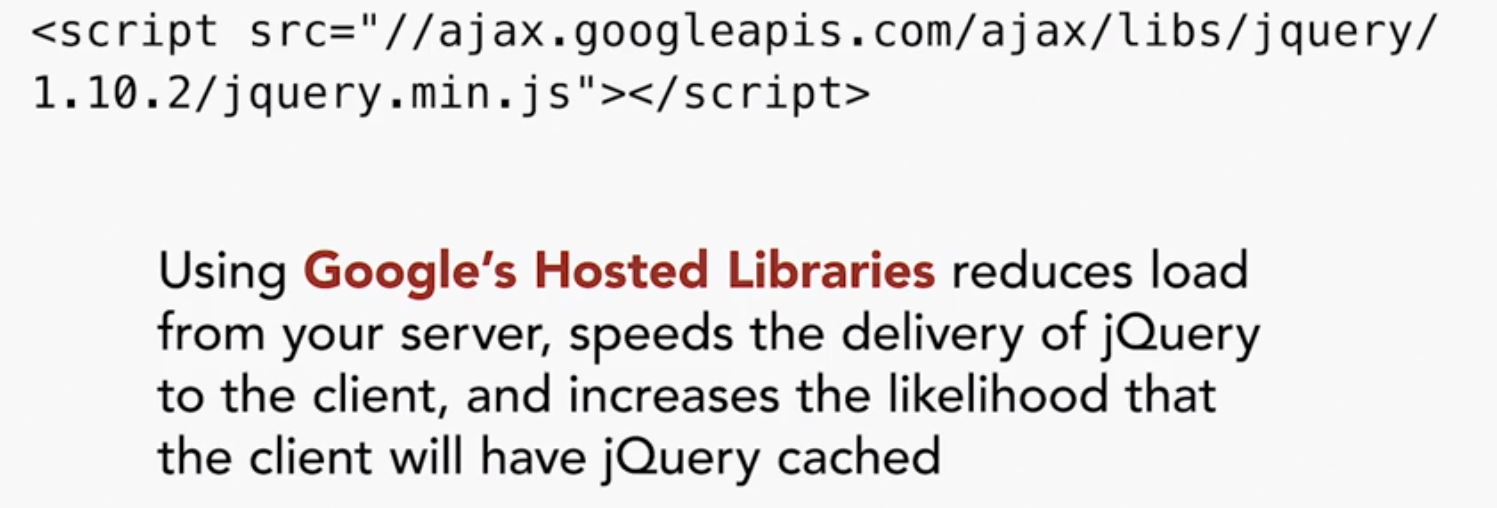 <script src="//ajax.googleapis.com/ajax/libs/jquery/
1.10.2/jquery.min.js"></script>
Using Google’s Hosted Libraries reduces load
from your server, speeds the delivery of jQuery
to the client, and increases the likelihood that
the client will have jQuery cached